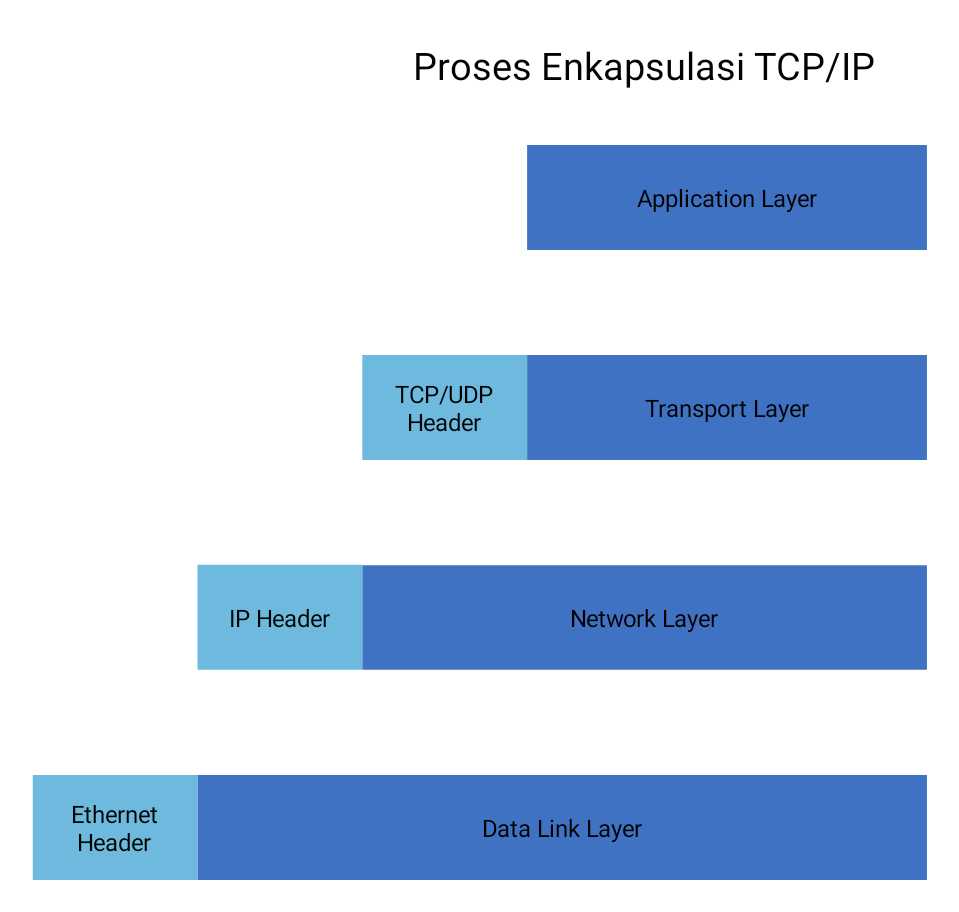 Proses Enkapsulasi TCP/IP
Application Layer
TCP/UDP
Header
Transport Layer
IP Header
Network Layer
Ethernet
Header
Data Link Layer